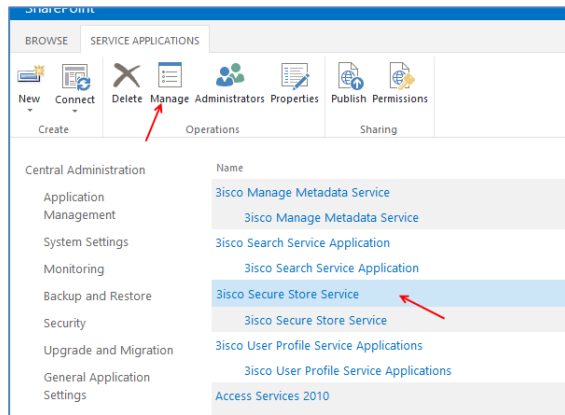 SharePoint
BROWSE SERVICE APPLICATIONS
New Connect Delete Manage Administrators Properties Publish Permissions
Create Operations Sharing
Central Administration
Application
Management
System Settings
Monitoring
Backup and Restore
Security
Upgrade and Migration
General Application
Settings
Name
3isco Manage Metadata Service
3isco Manage Metadata Service
3isco Search Service Application
3isco Search Service Application
3isco Secure Store Service
3isco Secure Store Service
3isco User Profile Service Applications
3isco User Profile Service Applications
Access Services 2010